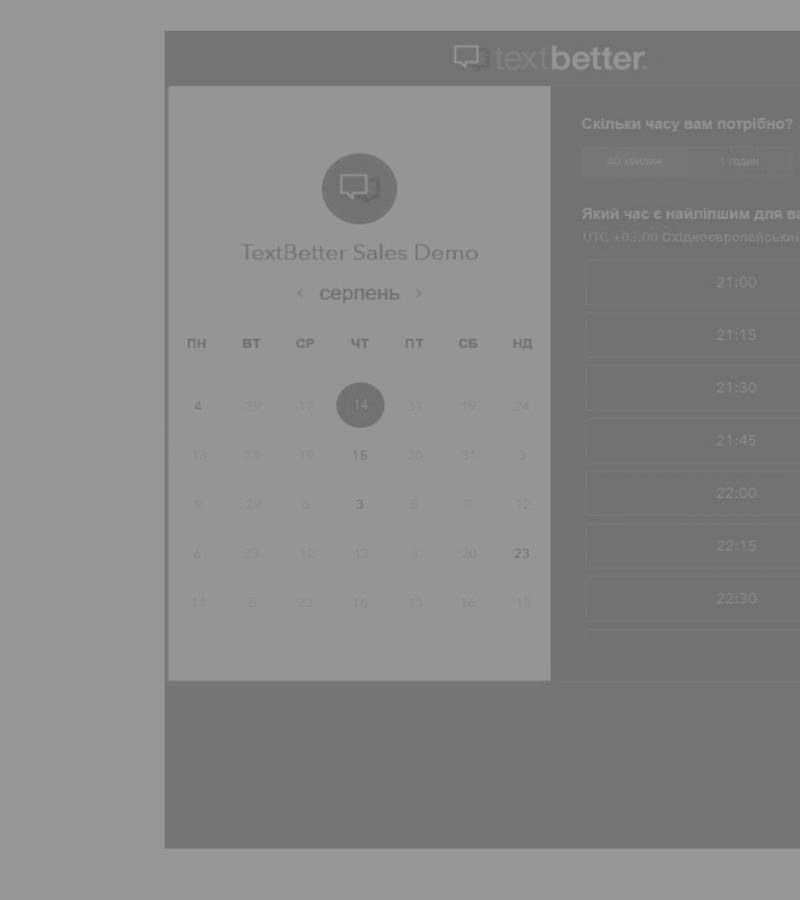 textbetter.
TextBetter Sales Demo
серпень
ПН ВТ СР ЧТ ПТ СБ НД
4 29 17 14 31 19 24
13 23 19 15 20 31 3
9 29 6 3 5 3 12
6 23 12 13 3 20 23
11 5 23 16 13 16 15
Скільки часу вам потрібно?
40 хвилин 1 годин
Який час є найліпшим для ва
UTC +03:00 Східноєвропейський
21:00
21:15
21:30
21:45
22:00
22:15
22:30